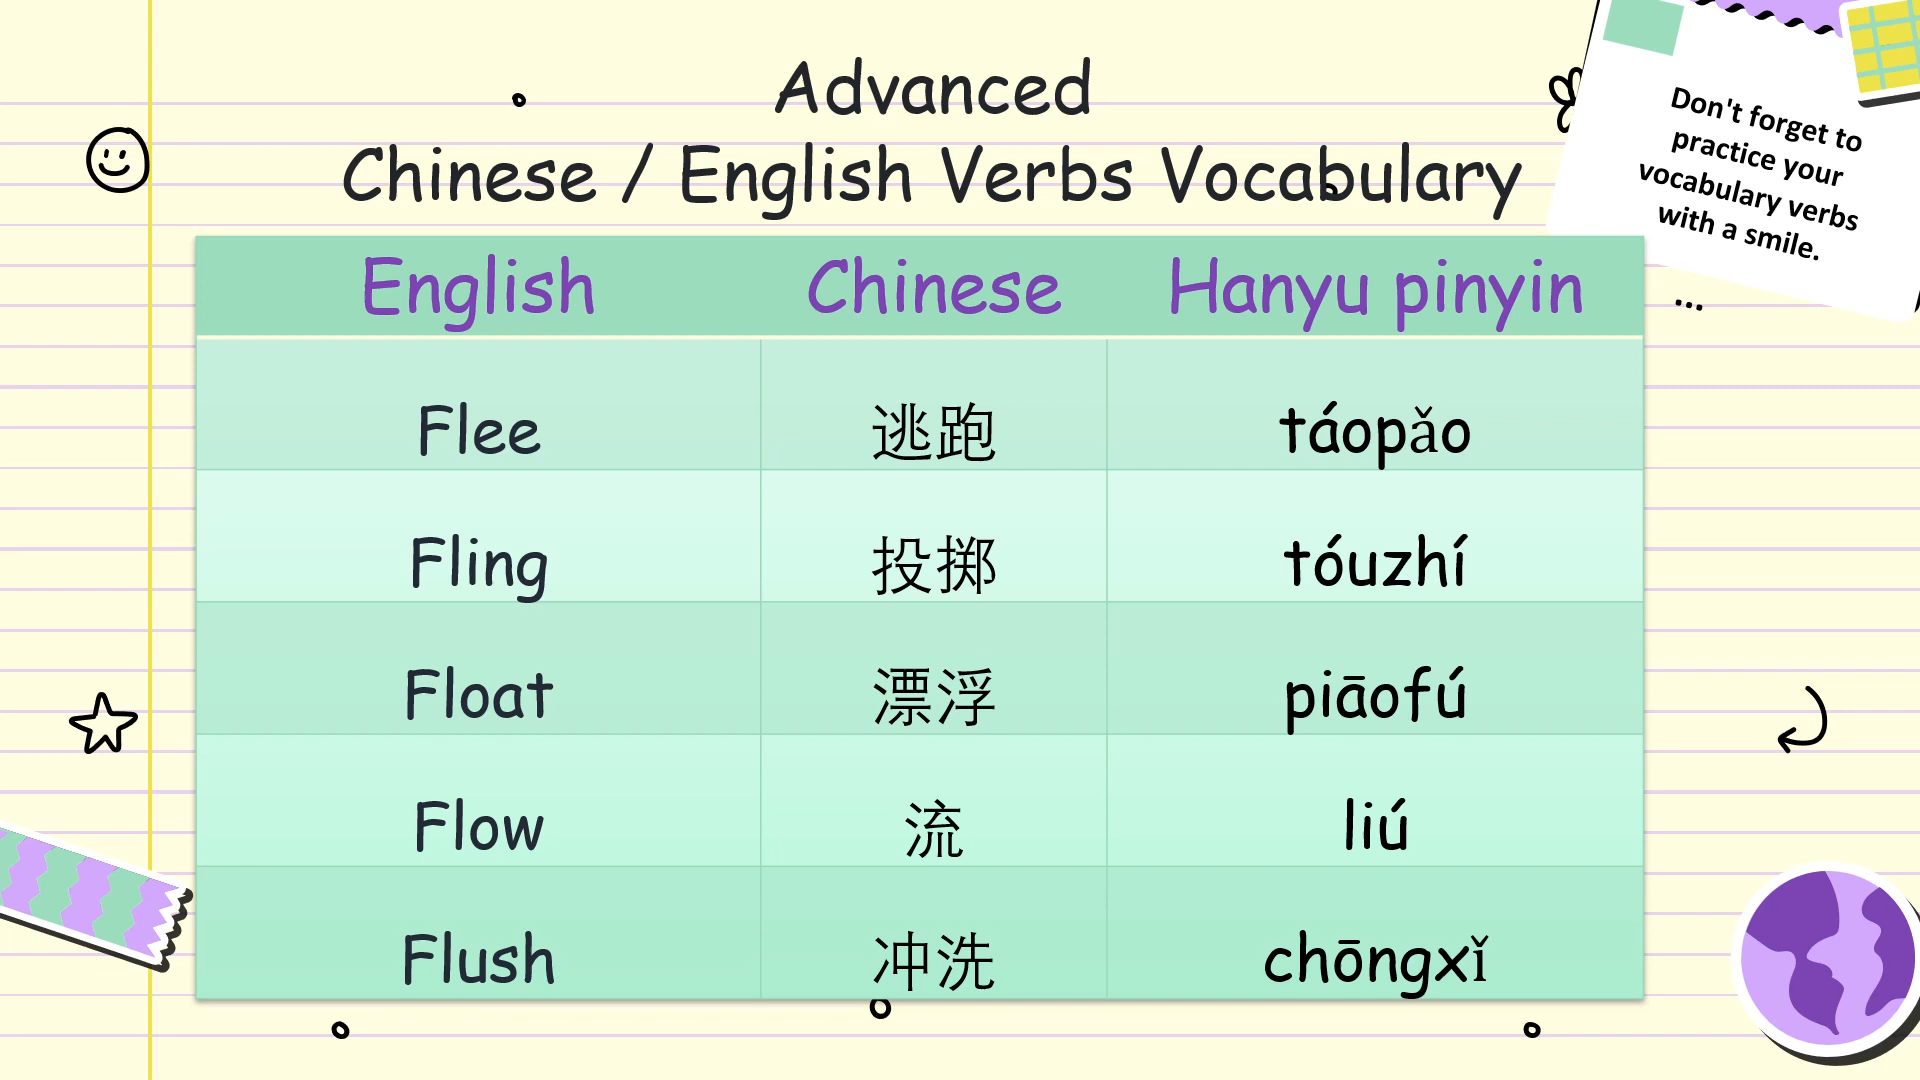 Advanced
Chinese / English Verbs Vocabulary
Don't forget to
practice your
vocabulary verbs
with a smile.
...
English Chinese Hanyu pinyin
Flee 逃跑 táopǎo
Fling 投掷 tóuzhí
Float 漂浮 piāofú
Flow 流 liú
Flush 冲洗 chōngxǐ